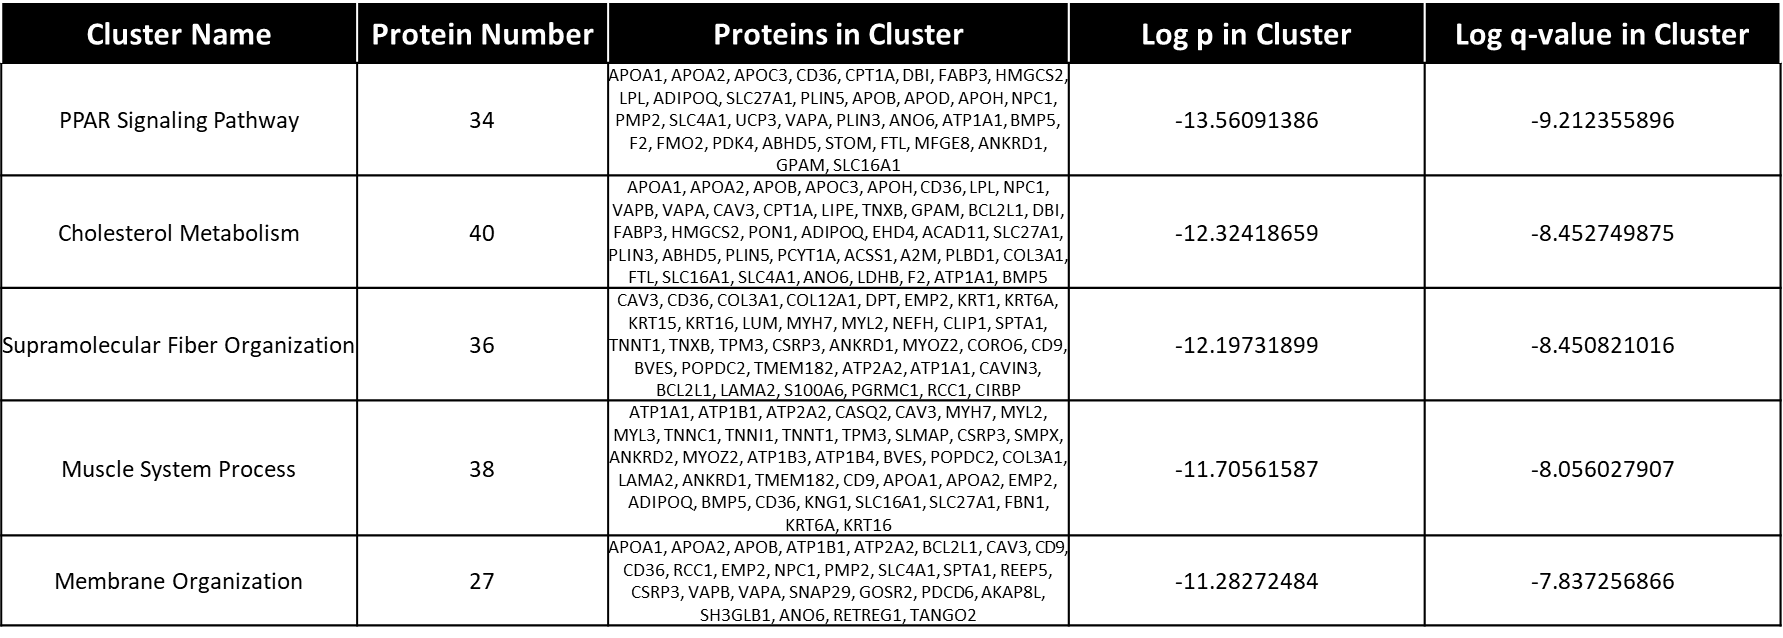 Cluster Name Protein Number Proteins in Cluster Log p in Cluster Log q-value in Cluster
PPAR Signaling Pathway
34
APOA1, APOA2, APOC3, CD36, CPT1A, DBI, FABP3, HMGCS2,
LPL, ADIPOQ, SLC27A1, PLIN5, APOB, APOD, APOH, NPC1,
PMP2, SLC4A1, UCP3, VAPA, PLIN3, ANO6, ATP1A1, BMP5,
F2, FMO2, PDK4, ABHD5, STOM, FTL, MFGE8, ANKRD1,
GPAM, SLC16A1
-13.56091386
-9.212355896
Cholesterol Metabolism
40
APOA1, APOA2, APOB, APOC3, APOH, CD36, LPL, NPC1,
VAPB, VAPA, CAV3, CPT1A, LIPE, TNXB, GPAM, BCL2L1, DBI,
FABP3, HMGCS2, PON1, ADIPOQ, EHD4, ACAD11, SLC27A1,
PLIN3, ABHD5, PLIN5, PCYT1A, ACSS1, A2M, PLBD1, COL3A1,
FTL, SLC16A1, SLC4A1, ANO6, LDHB, F2, ATP1A1, BMP5
-12.32418659
-8.452749875
Supramolecular Fiber Organization
36
CAV3, CD36, COL3A1, COL12A1, DPT, EMP2, KRT1, KRT6A,
KRT15, KRT16, LUM, MYH7, MYL2, NEFH, CLIP1, SPTA1,
TNNT1, TNXB, TPM3, CSRP3, ANKRD1, MYOZ2, CORO6, CD9,
BVES, POPDC2, TMEM182, ATP2A2, ATP1A1, CAVIN3,
BCL2L1, LAMA2, S100A6, PGRMC1, RCC1, CIRBP
-12.19731899
-8.450821016
Muscle System Process
38
ATP1A1, ATP1B1, ATP2A2, CASQ2, CAV3, MYH7, MYL2,
MYL3, TNNC1, TNNI1, TNNT1, TPM3, SLMAP, CSRP3, SMPX,
ANKRD2, MYOZ2, ATP1B3, ATP1B4, BVES, POPDC2, COL3A1,
LAMA2, ANKRD1, TMEM182, CD9, APOA1, APOA2, EMP2,
ADIPOQ, BMP5, CD36, KNG1, SLC16A1, SLC27A1, FBN1,
KRT6A, KRT16
-11.70561587
-8.056027907
Membrane Organization
27
APOA1, APOA2, APOB, ATP1B1, ATP2A2, BCL2L1, CAV3, CD9,
CD36, RCC1, EMP2, NPC1, PMP2, SLC4A1, SPTA1, REEP5,
CSRP3, VAPB, VAPA, SNAP29, GOSR2, PDCD6, AKAP8L,
SH3GLB1, ANO6, RETREG1, TANGO2
-11.28272484
-7.837256866